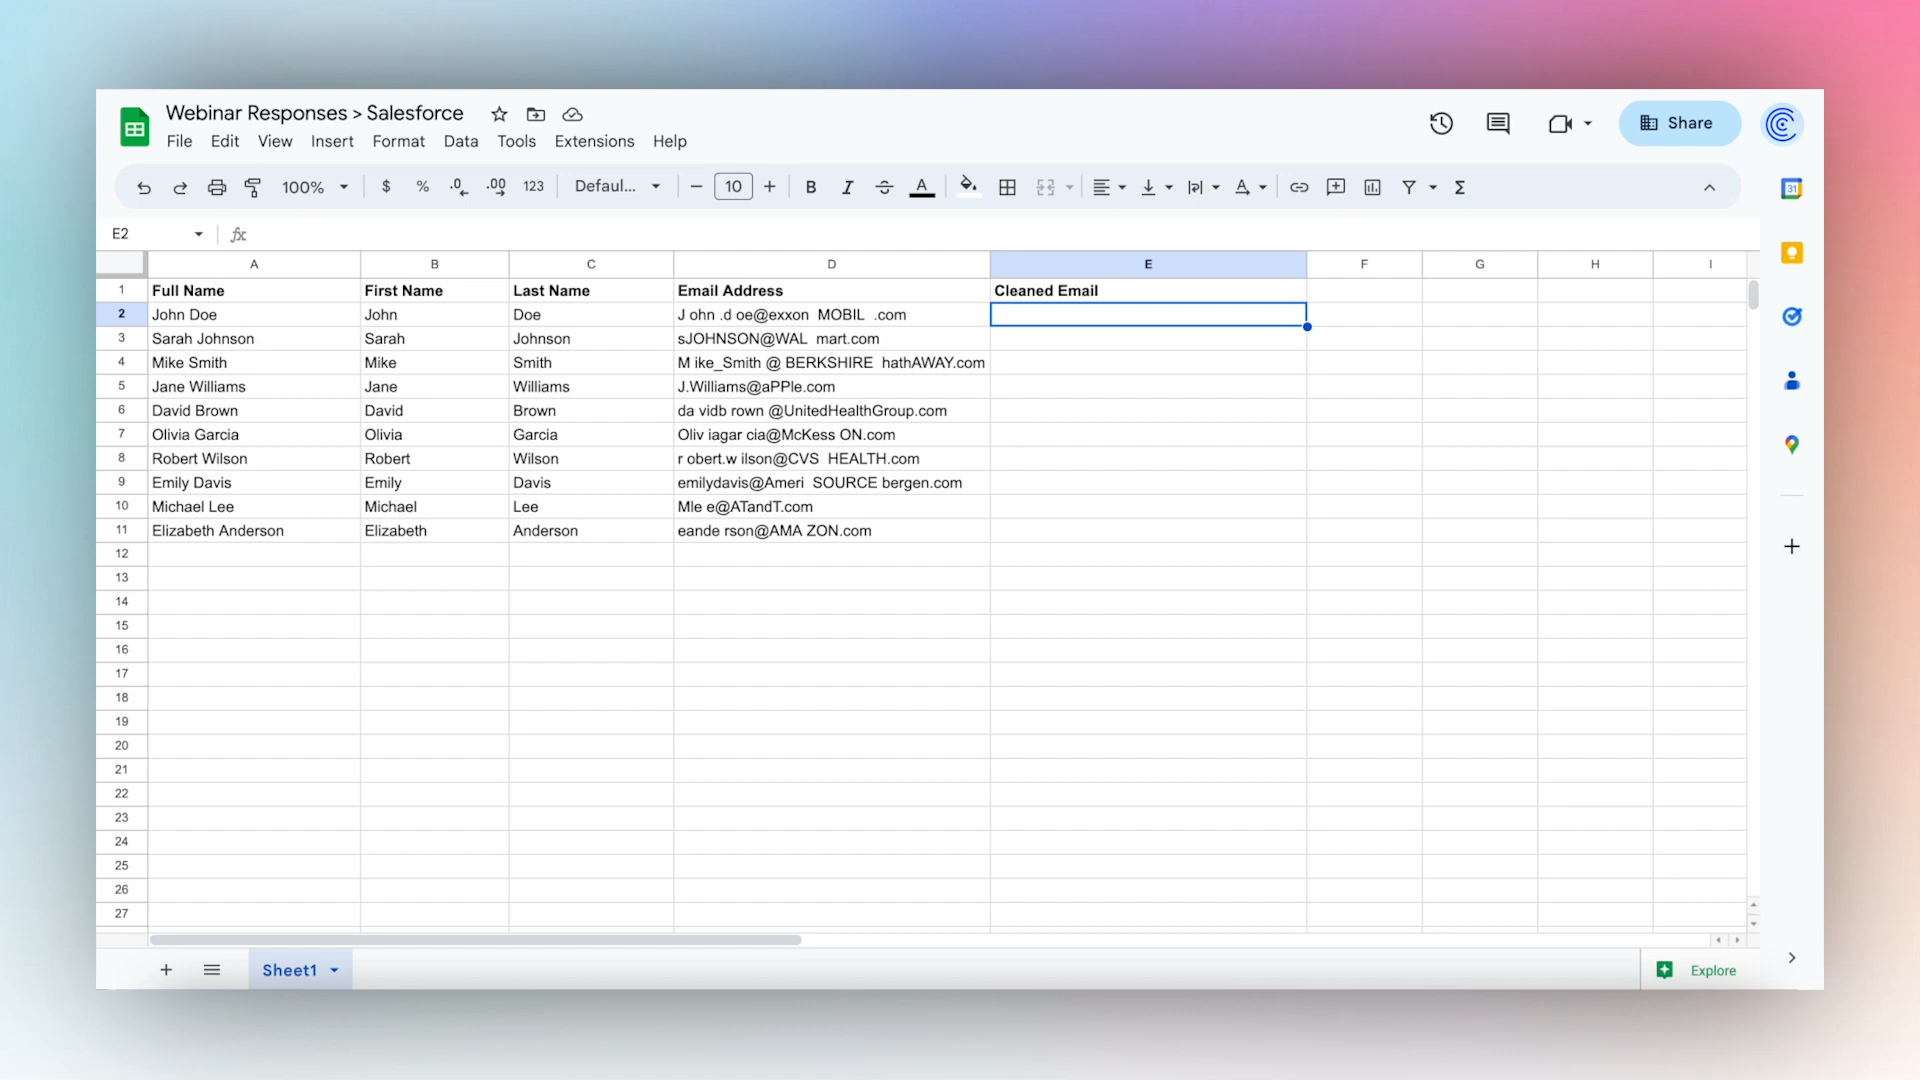 Webinar Responses > Salesforce
File Edit View Insert Format Data Tools Extensions Help
Share
100% $ % .0 .00 123 Defaul... 10 B I A A Σ
31
E2 fx
A B C D E F G H I
1 Full Name First Name Last Name Email Address Cleaned Email
2 John Doe John Doe J ohn .d oe@exxon  MOBIL  .com
3 Sarah Johnson Sarah Johnson sJOHNSON@WAL  mart.com
4 Mike Smith Mike Smith M ike_Smith @ BERKSHIRE  hathAWAY.com
5 Jane Williams Jane Williams J.Williams@aPPle.com
6 David Brown David Brown da vidb rown @UnitedHealthGroup.com
7 Olivia Garcia Olivia Garcia Oliv iagar cia@McKess ON.com
8 Robert Wilson Robert Wilson r obert.w ilson@CVS  HEALTH.com
9 Emily Davis Emily Davis emilydavis@Ameri  SOURCE bergen.com
10 Michael Lee Michael Lee Mle e@ATandT.com
11 Elizabeth Anderson Elizabeth Anderson eande rson@AMA ZON.com
12
13
14
15
16
17
18
19
20
21
22
23
24
25
26
27
Sheet1 Explore